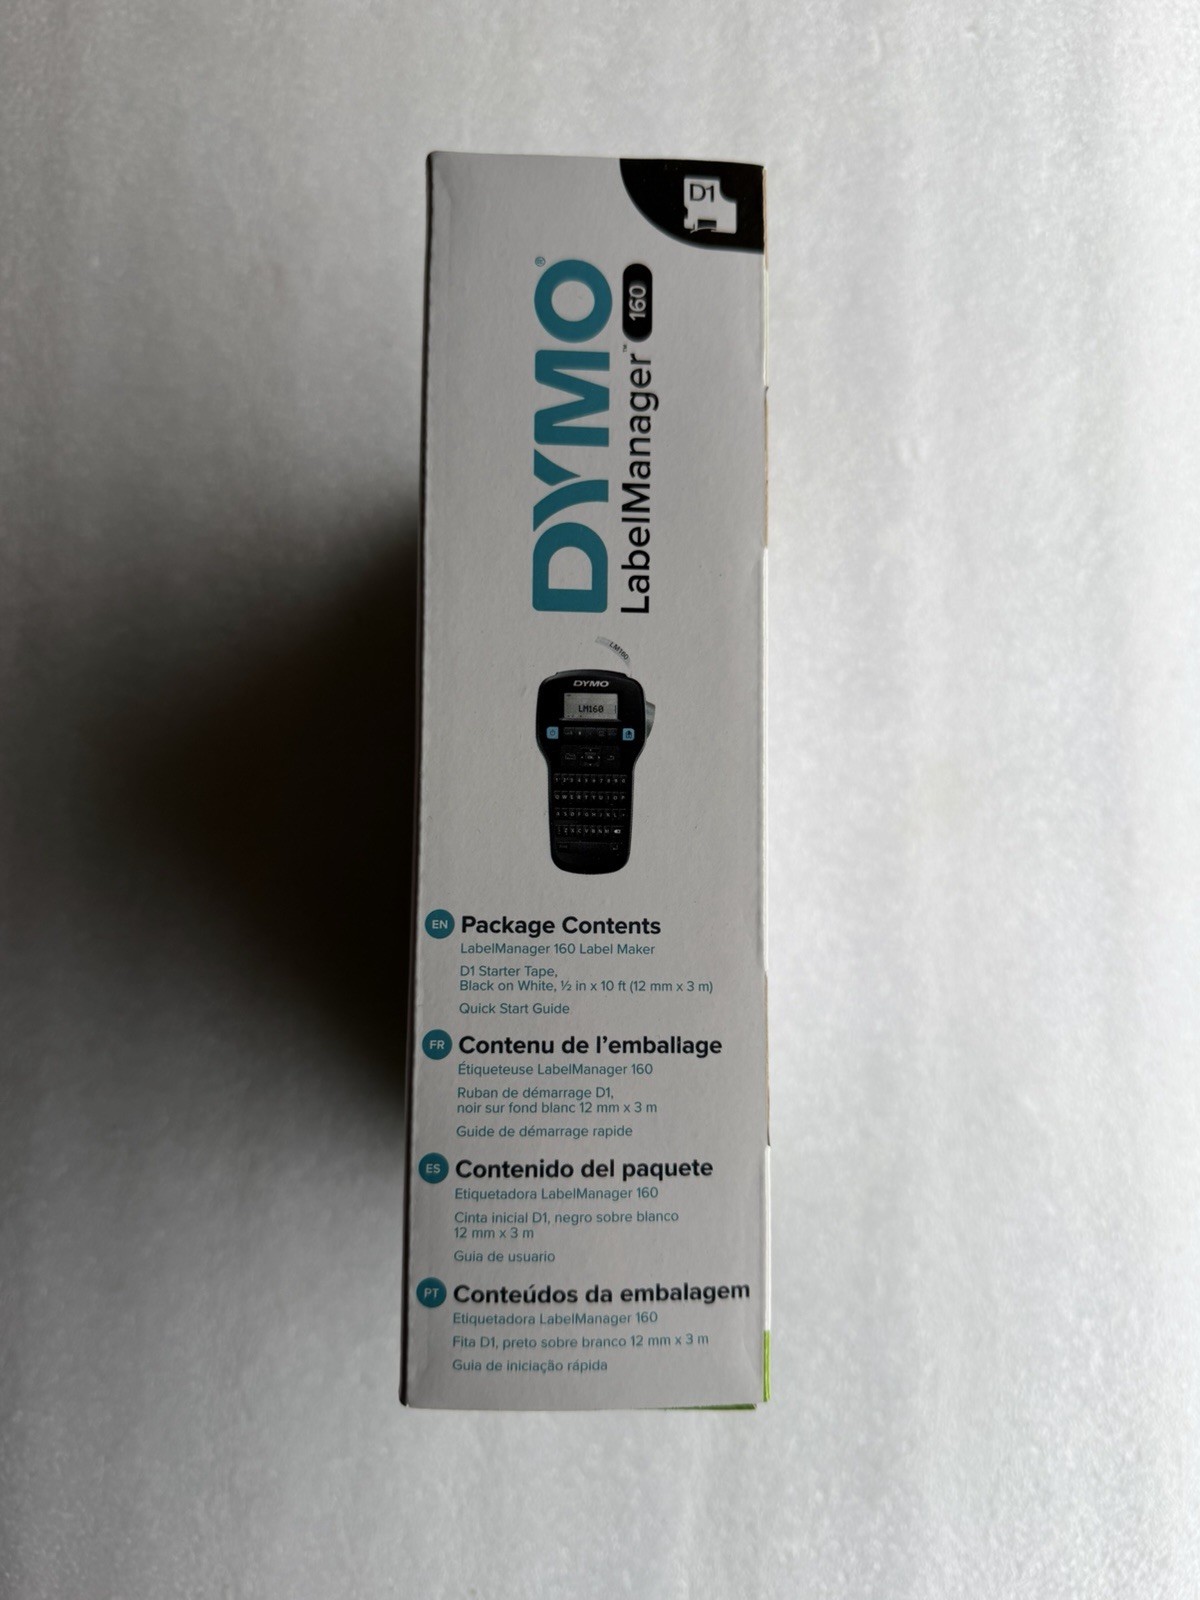 D1
DYMO®
LabelManager™ 160
LM160
DYMO
LM160
EN Package Contents
LabelManager 160 Label Maker
D1 Starter Tape,
Black on White, ½ in x 10 ft (12 mm x 3 m)
Quick Start Guide
FR Contenu de l'emballage
Étiqueteuse LabelManager 160
Ruban de démarrage D1,
noir sur fond blanc 12 mm x 3 m
Guide de démarrage rapide
ES Contenido del paquete
Etiquetadora LabelManager 160
Cinta inicial D1, negro sobre blanco
12 mm x 3 m
Guia de usuario
PT Conteúdos da embalagem
Etiquetadora LabelManager 160
Fita D1, preto sobre branco 12 mm x 3 m
Guia de iniciação rápida